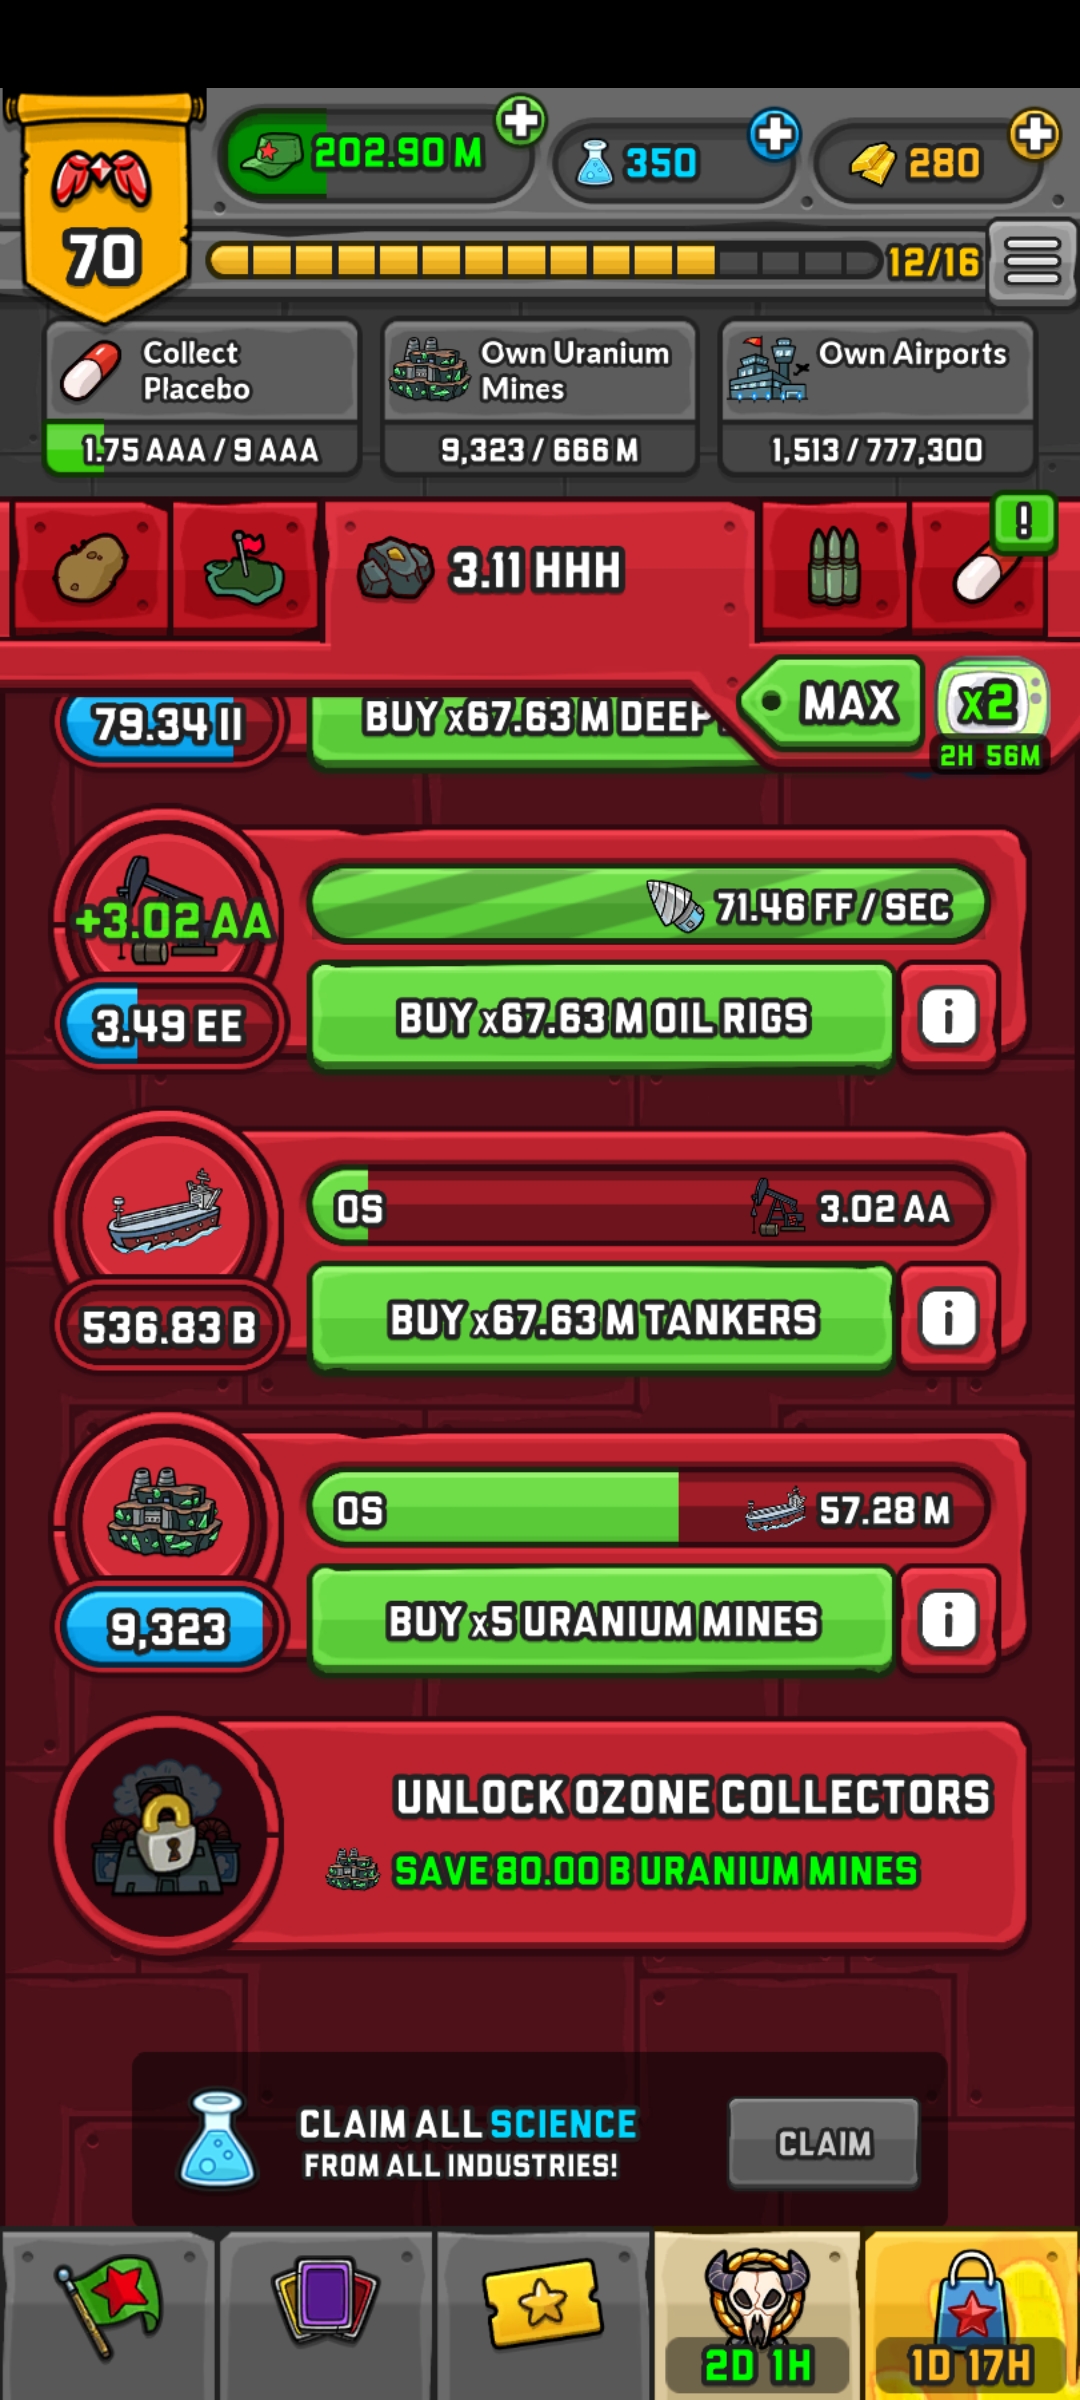 202.90 M
350
280
70
12/16
Collect
Placebo
Own Uranium
Mines
Own Airports
1.75 AAA / 9 AAA
9,323 / 666 M
1,513 / 777,300
3.11 HHH
!
MAX
x2
2H 56M
79.34 II
BUY x67.63 M DEEP
+3.02 AA
71.46 FF / SEC
3.49 EE
BUY x67.63 M OIL RIGS
i
0S
3.02 AA
536.83 B
BUY x67.63 M TANKERS
i
0S
57.28 M
9,323
BUY x5 URANIUM MINES
i
UNLOCK OZONE COLLECTORS
SAVE 80.00 B URANIUM MINES
CLAIM ALL SCIENCE
FROM ALL INDUSTRIES!
CLAIM
2D 1H
1D 17H